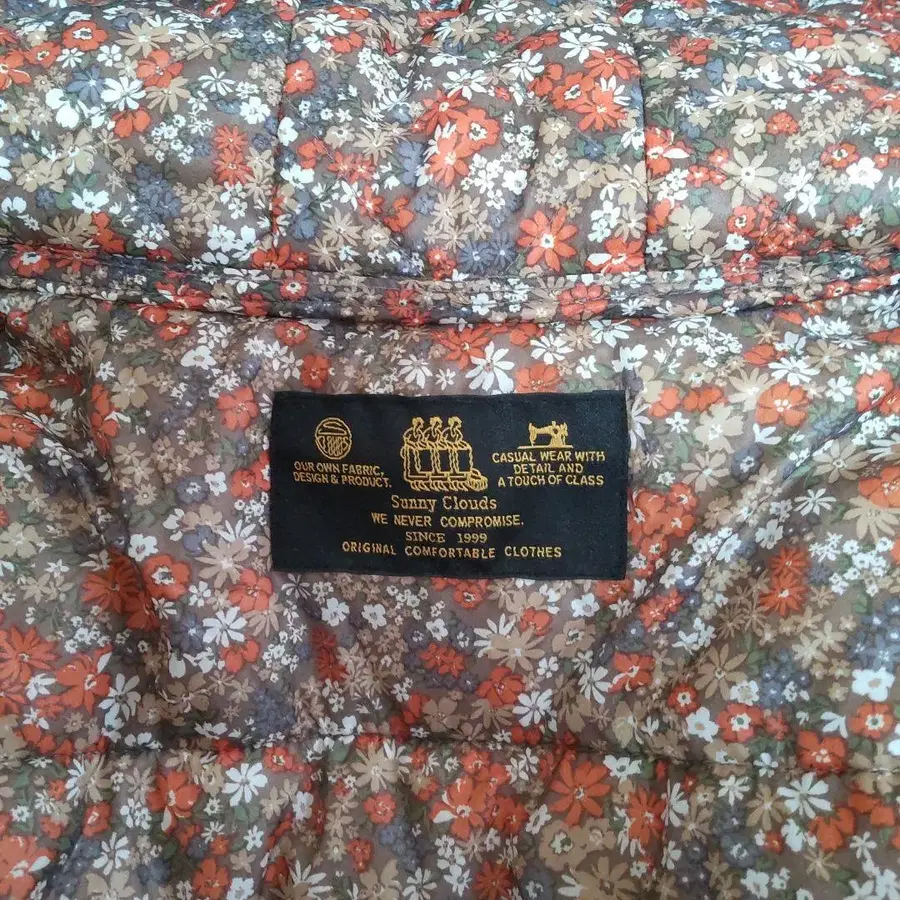 OUR OWN FABRIC,
DESIGN & PRODUCT.
CASUAL WEAR WITH
DETAIL AND
A TOUCH OF CLASS
Sunny Clouds
WE NEVER COMPROMISE.
SINCE 1999
ORIGINAL COMFORTABLE CLOTHES